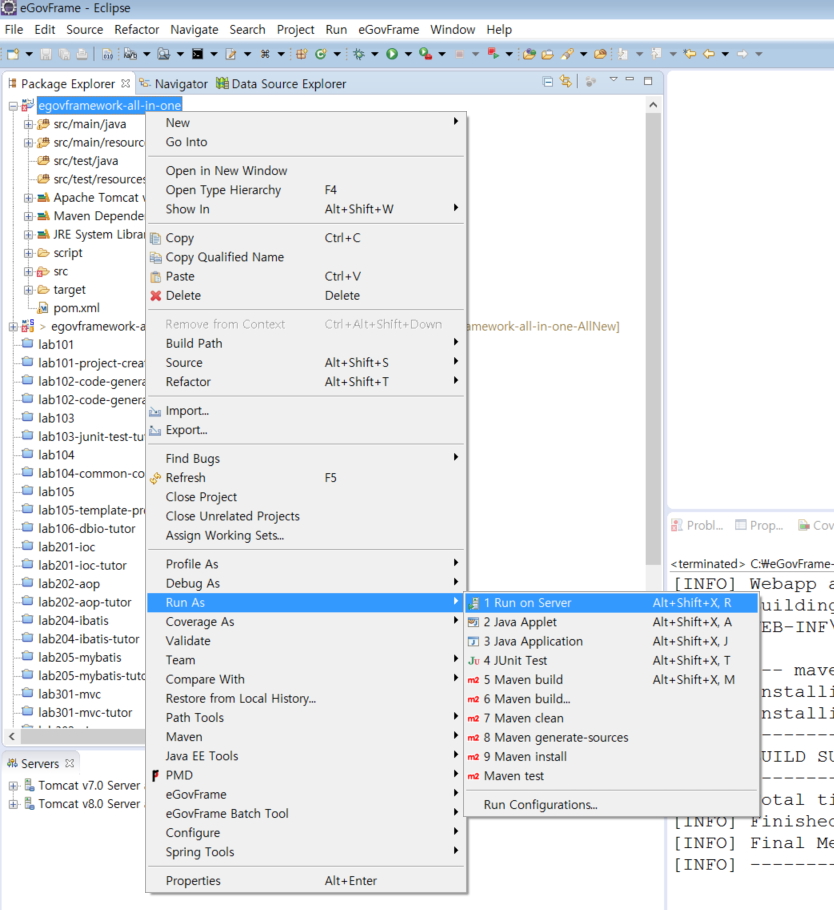 eGovFrame - Eclipse
File Edit Source Refactor Navigate Search Project Run eGovFrame Window Help
Package Explorer Navigator Data Source Explorer
egovframework-all-in-one
src/main/java
src/main/resourc
src/test/java
src/test/resources
Apache Tomcat v
Maven Depende
JRE System Librar
script
src
target
pom.xml
> egovframework-a
amework-all-in-one-AllNew]
lab101
lab101-project-crea
lab102-code-genera
lab102-code-genera
lab103
lab103-junit-test-tu
lab104
lab104-common-co
lab105
lab105-template-pr
lab106-dbio-tutor
lab201-ioc
lab201-ioc-tutor
lab202-aop
lab202-aop-tutor
lab204-ibatis
lab204-ibatis-tutor
lab205-mybatis
lab205-mybatis-tuto
lab301-mvc
lab301-mvc-tutor
Servers
Tomcat v7.0 Server
Tomcat v8.0 Server
New
Go Into
Open in New Window
Open Type Hierarchy F4
Show In Alt+Shift+W
Copy Ctrl+C
Copy Qualified Name
Paste Ctrl+V
Delete Delete
Remove from Context Ctrl+Alt+Shift+Down
Build Path
Source Alt+Shift+S
Refactor Alt+Shift+T
Import...
Export...
Find Bugs
Refresh F5
Close Project
Close Unrelated Projects
Assign Working Sets...
Profile As
Debug As
Run As
Coverage As
Validate
Team
Compare With
Restore from Local History...
Path Tools
Maven
Java EE Tools
PMD
eGovFrame
eGovFrame Batch Tool
Configure
Spring Tools
Properties Alt+Enter
1 Run on Server Alt+Shift+X, R
2 Java Applet Alt+Shift+X, A
3 Java Application Alt+Shift+X, J
4 JUnit Test Alt+Shift+X, T
5 Maven build Alt+Shift+X, M
6 Maven build...
7 Maven clean
8 Maven generate-sources
9 Maven install
Maven test
Run Configurations...
Probl... Prop... Cov
<terminated> C:₩eGovFrame-
[INFO] Webapp a
uilding
EB-INF\
-- mave
nstalli
nstalli
--------
UILD SU
--------
otal ti
[INFO] Finished
[INFO] Final Me
[INFO] --------